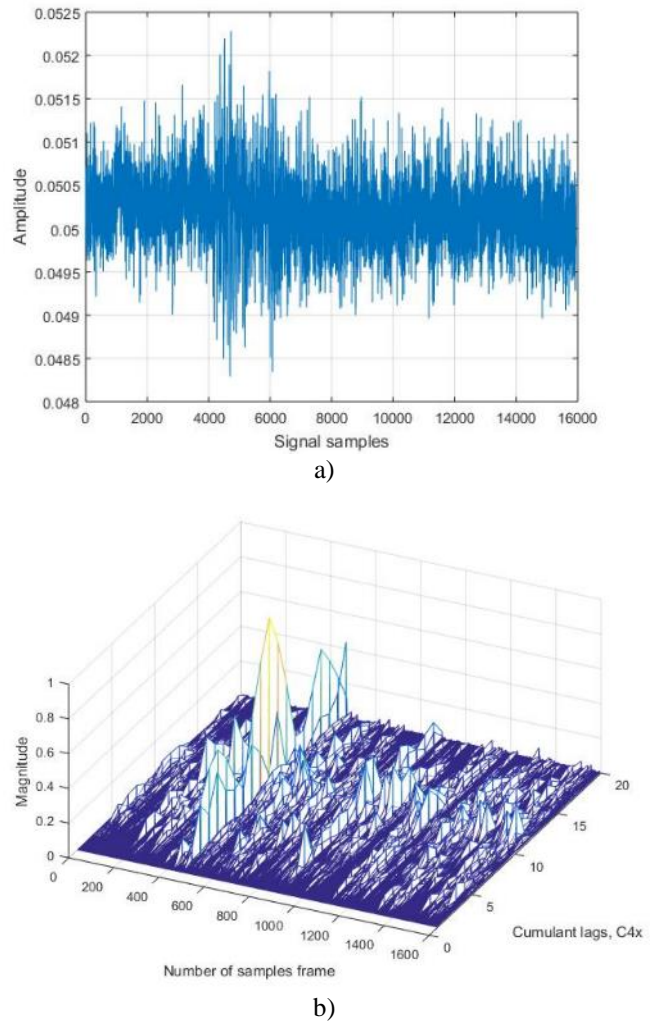 0.0525
0.052
0.0515
0.051
0.0505
0.05
0.0495
0.049
0.0485
0.048
Amplitude
0 2000 4000 6000 8000 10000 12000 14000 16000
Signal samples
a)
1
0.8
0.6
0.4
0.2
0
Magnitude
0 200 400 600 800 1000 1200 1400 1600
Number of samples frame
0 5 10 15 20
Cumulant lags, C4x
b)